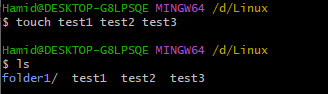 Hamid@DESKTOP-G8LPSQE MINGW64 /d/Linux
$ touch test1 test2 test3
Hamid@DESKTOP-G8LPSQE MINGW64 /d/Linux
$ ls
folder1/ test1 test2 test3